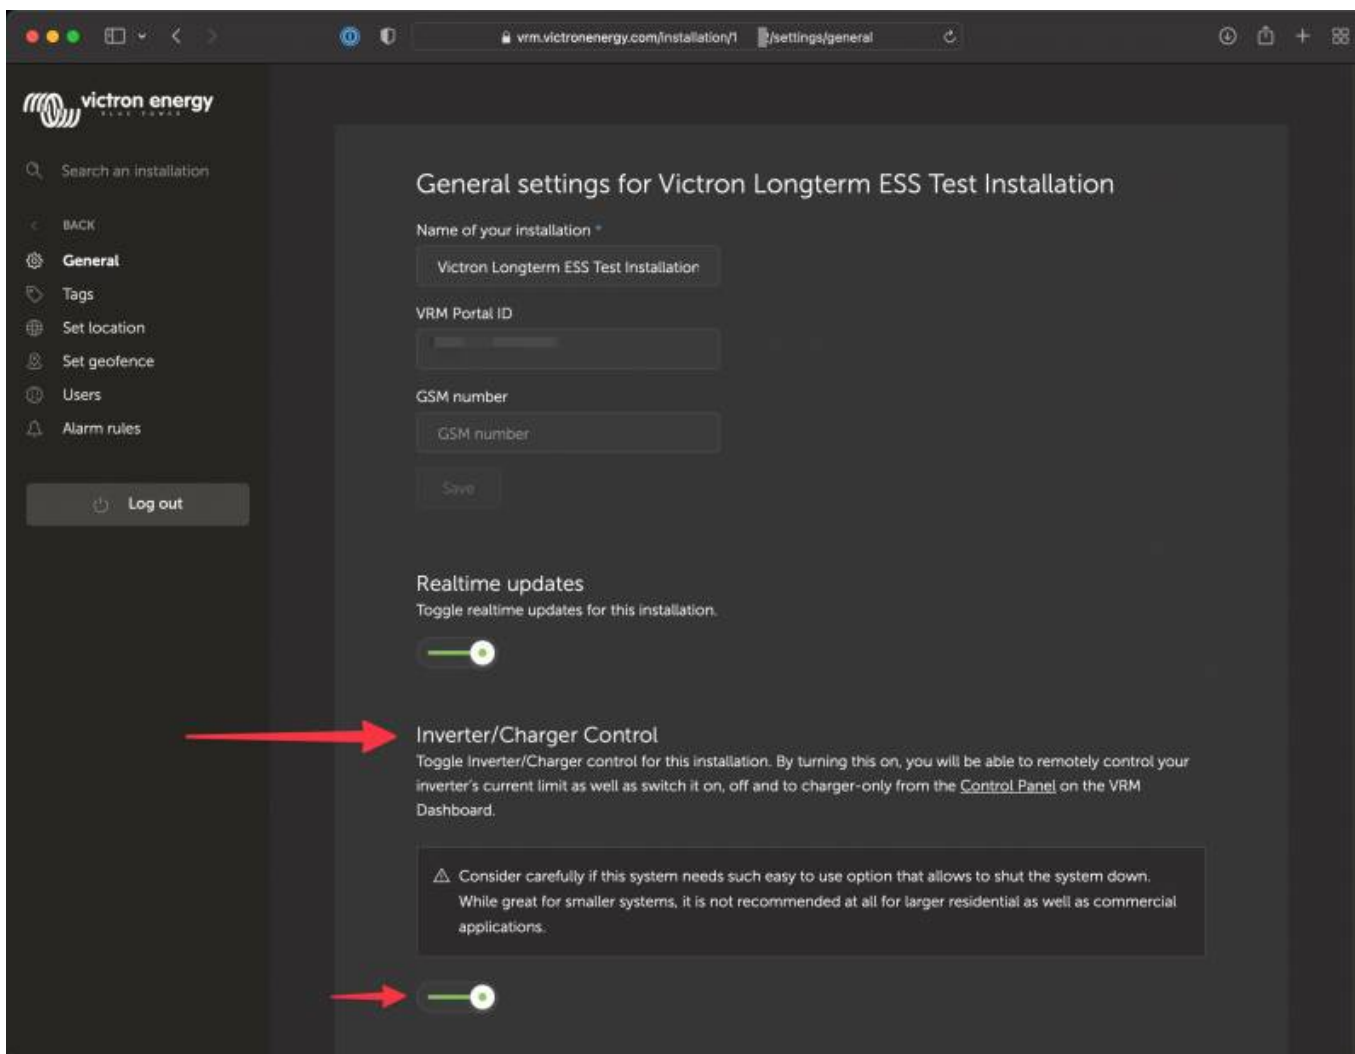 vrm.victronenergy.com/installation/1 /settings/general
victron energy
BLUE POWER
Search an installation
BACK
General
Tags
Set location
Set geofence
Users
Alarm rules
Log out
General settings for Victron Longterm ESS Test Installation
Name of your installation *
Victron Longterm ESS Test Installation
VRM Portal ID
GSM number
GSM number
Save
Realtime updates
Toggle realtime updates for this installation.
Inverter/Charger Control
Toggle Inverter/Charger control for this installation. By turning this on, you will be able to remotely control your
inverter's current limit as well as switch it on, off and to charger-only from the Control Panel on the VRM
Dashboard.
Consider carefully if this system needs such easy to use option that allows to shut the system down.
While great for smaller systems, it is not recommended at all for larger residential as well as commercial
applications.